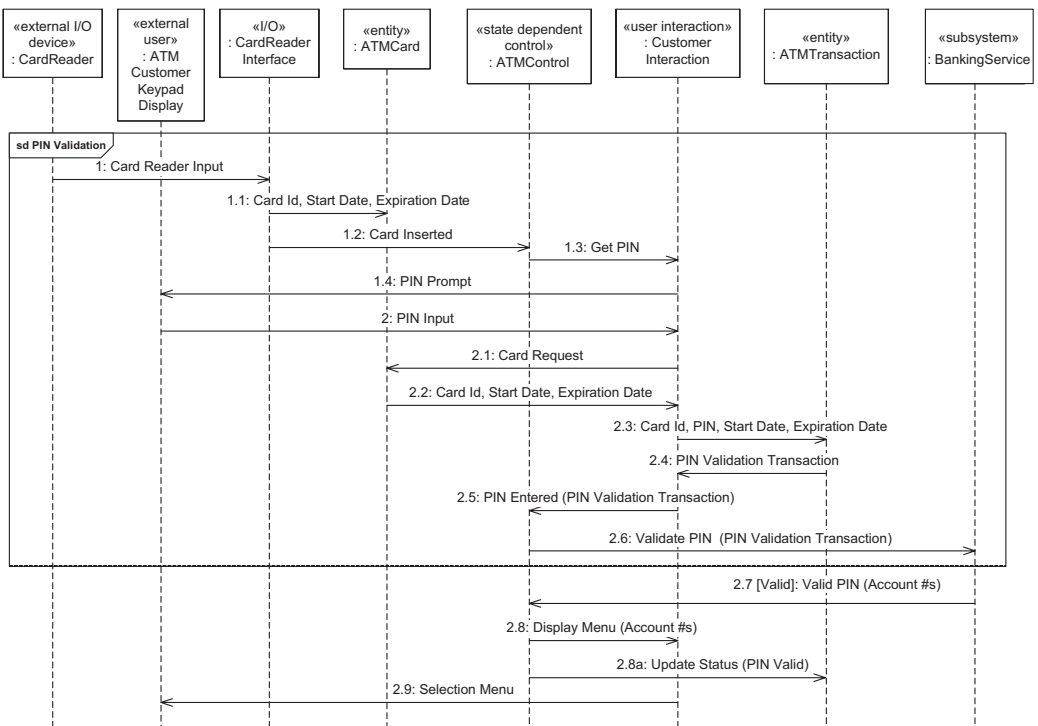 «external I/O
device»
: CardReader
«external
user»
: ATM
Customer
Keypad
Display
«I/O»
: CardReader
Interface
«entity»
: ATMCard
«state dependent
control»
: ATMControl
«user interaction»
: Customer
Interaction
«entity»
: ATMTransaction
«subsystem»
: BankingService
sd PIN Validation
1: Card Reader Input
1.1: Card Id, Start Date, Expiration Date
1.2: Card Inserted
1.3: Get PIN
1.4: PIN Prompt
2: PIN Input
2.1: Card Request
2.2: Card Id, Start Date, Expiration Date
2.3: Card Id, PIN, Start Date, Expiration Date
2.4: PIN Validation Transaction
2.5: PIN Entered (PIN Validation Transaction)
2.6: Validate PIN (PIN Validation Transaction)
2.7 [Valid]: Valid PIN (Account #s)
2.8: Display Menu (Account #s)
2.8a: Update Status (PIN Valid)
2.9: Selection Menu